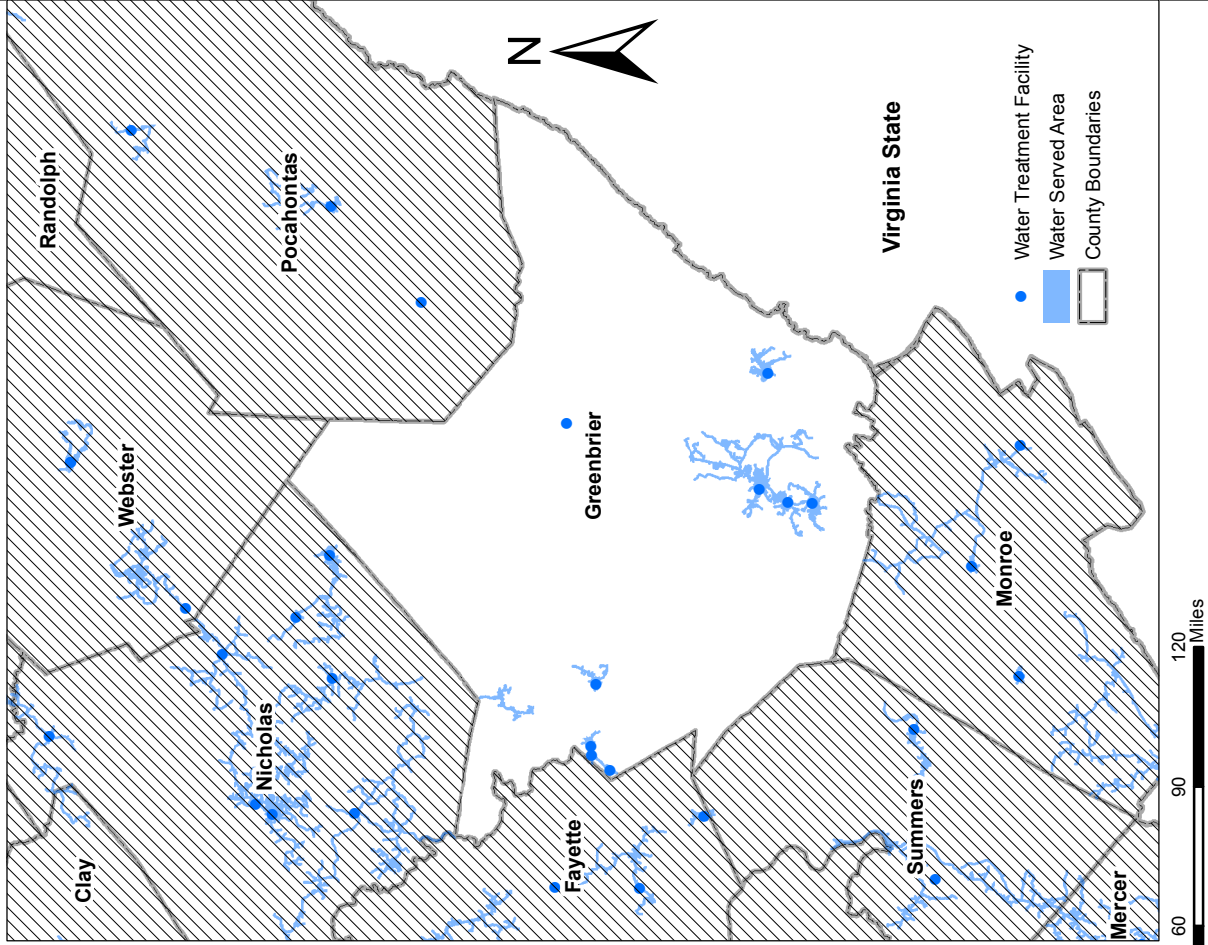 Randolph
N
Pocahontas
Webster
Virginia State
Water Treatment Facility
Water Served Area
County Boundaries
Greenbrier
Nicholas
Clay
Monroe
Fayette
Summers
Mercer
60 90 120
Miles